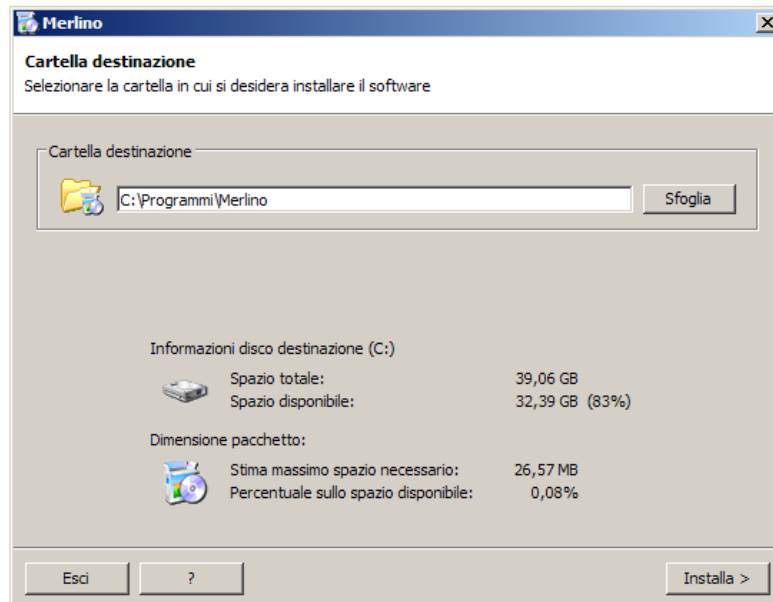 Merlino
Cartella destinazione
Selezionare la cartella in cui si desidera installare il software
Cartella destinazione
C:\Programmi\Merlino
Sfoglia
Informazioni disco destinazione (C:)
Spazio totale: 39,06 GB
Spazio disponibile: 32,39 GB (83%)
Dimensione pacchetto:
Stima massimo spazio necessario: 26,57 MB
Percentuale sullo spazio disponibile: 0,08%
Esci ? Installa >